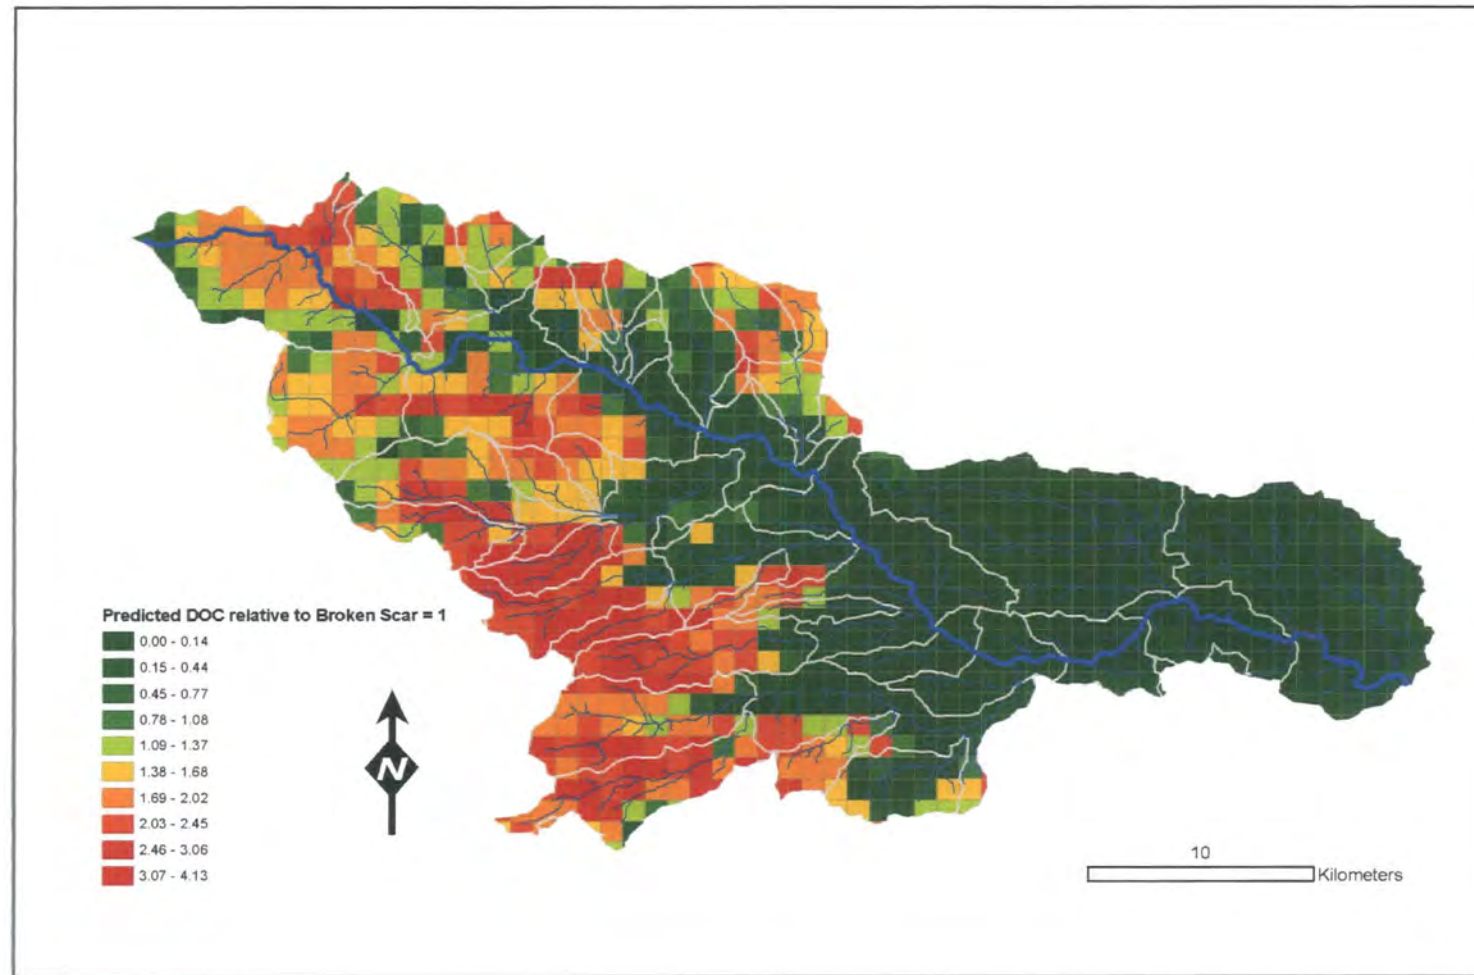 Predicted DOC relative to Broken Scar = 1
0.00 - 0.14
0.15 - 0.44
0.45 - 0.77
0.78 - 1.08
1.09 - 1.37
1.38 - 1.68
1.69 - 2.02
2.03 - 2.45
2.46 - 3.06
3.07 - 4.13
N
10
Kilometers